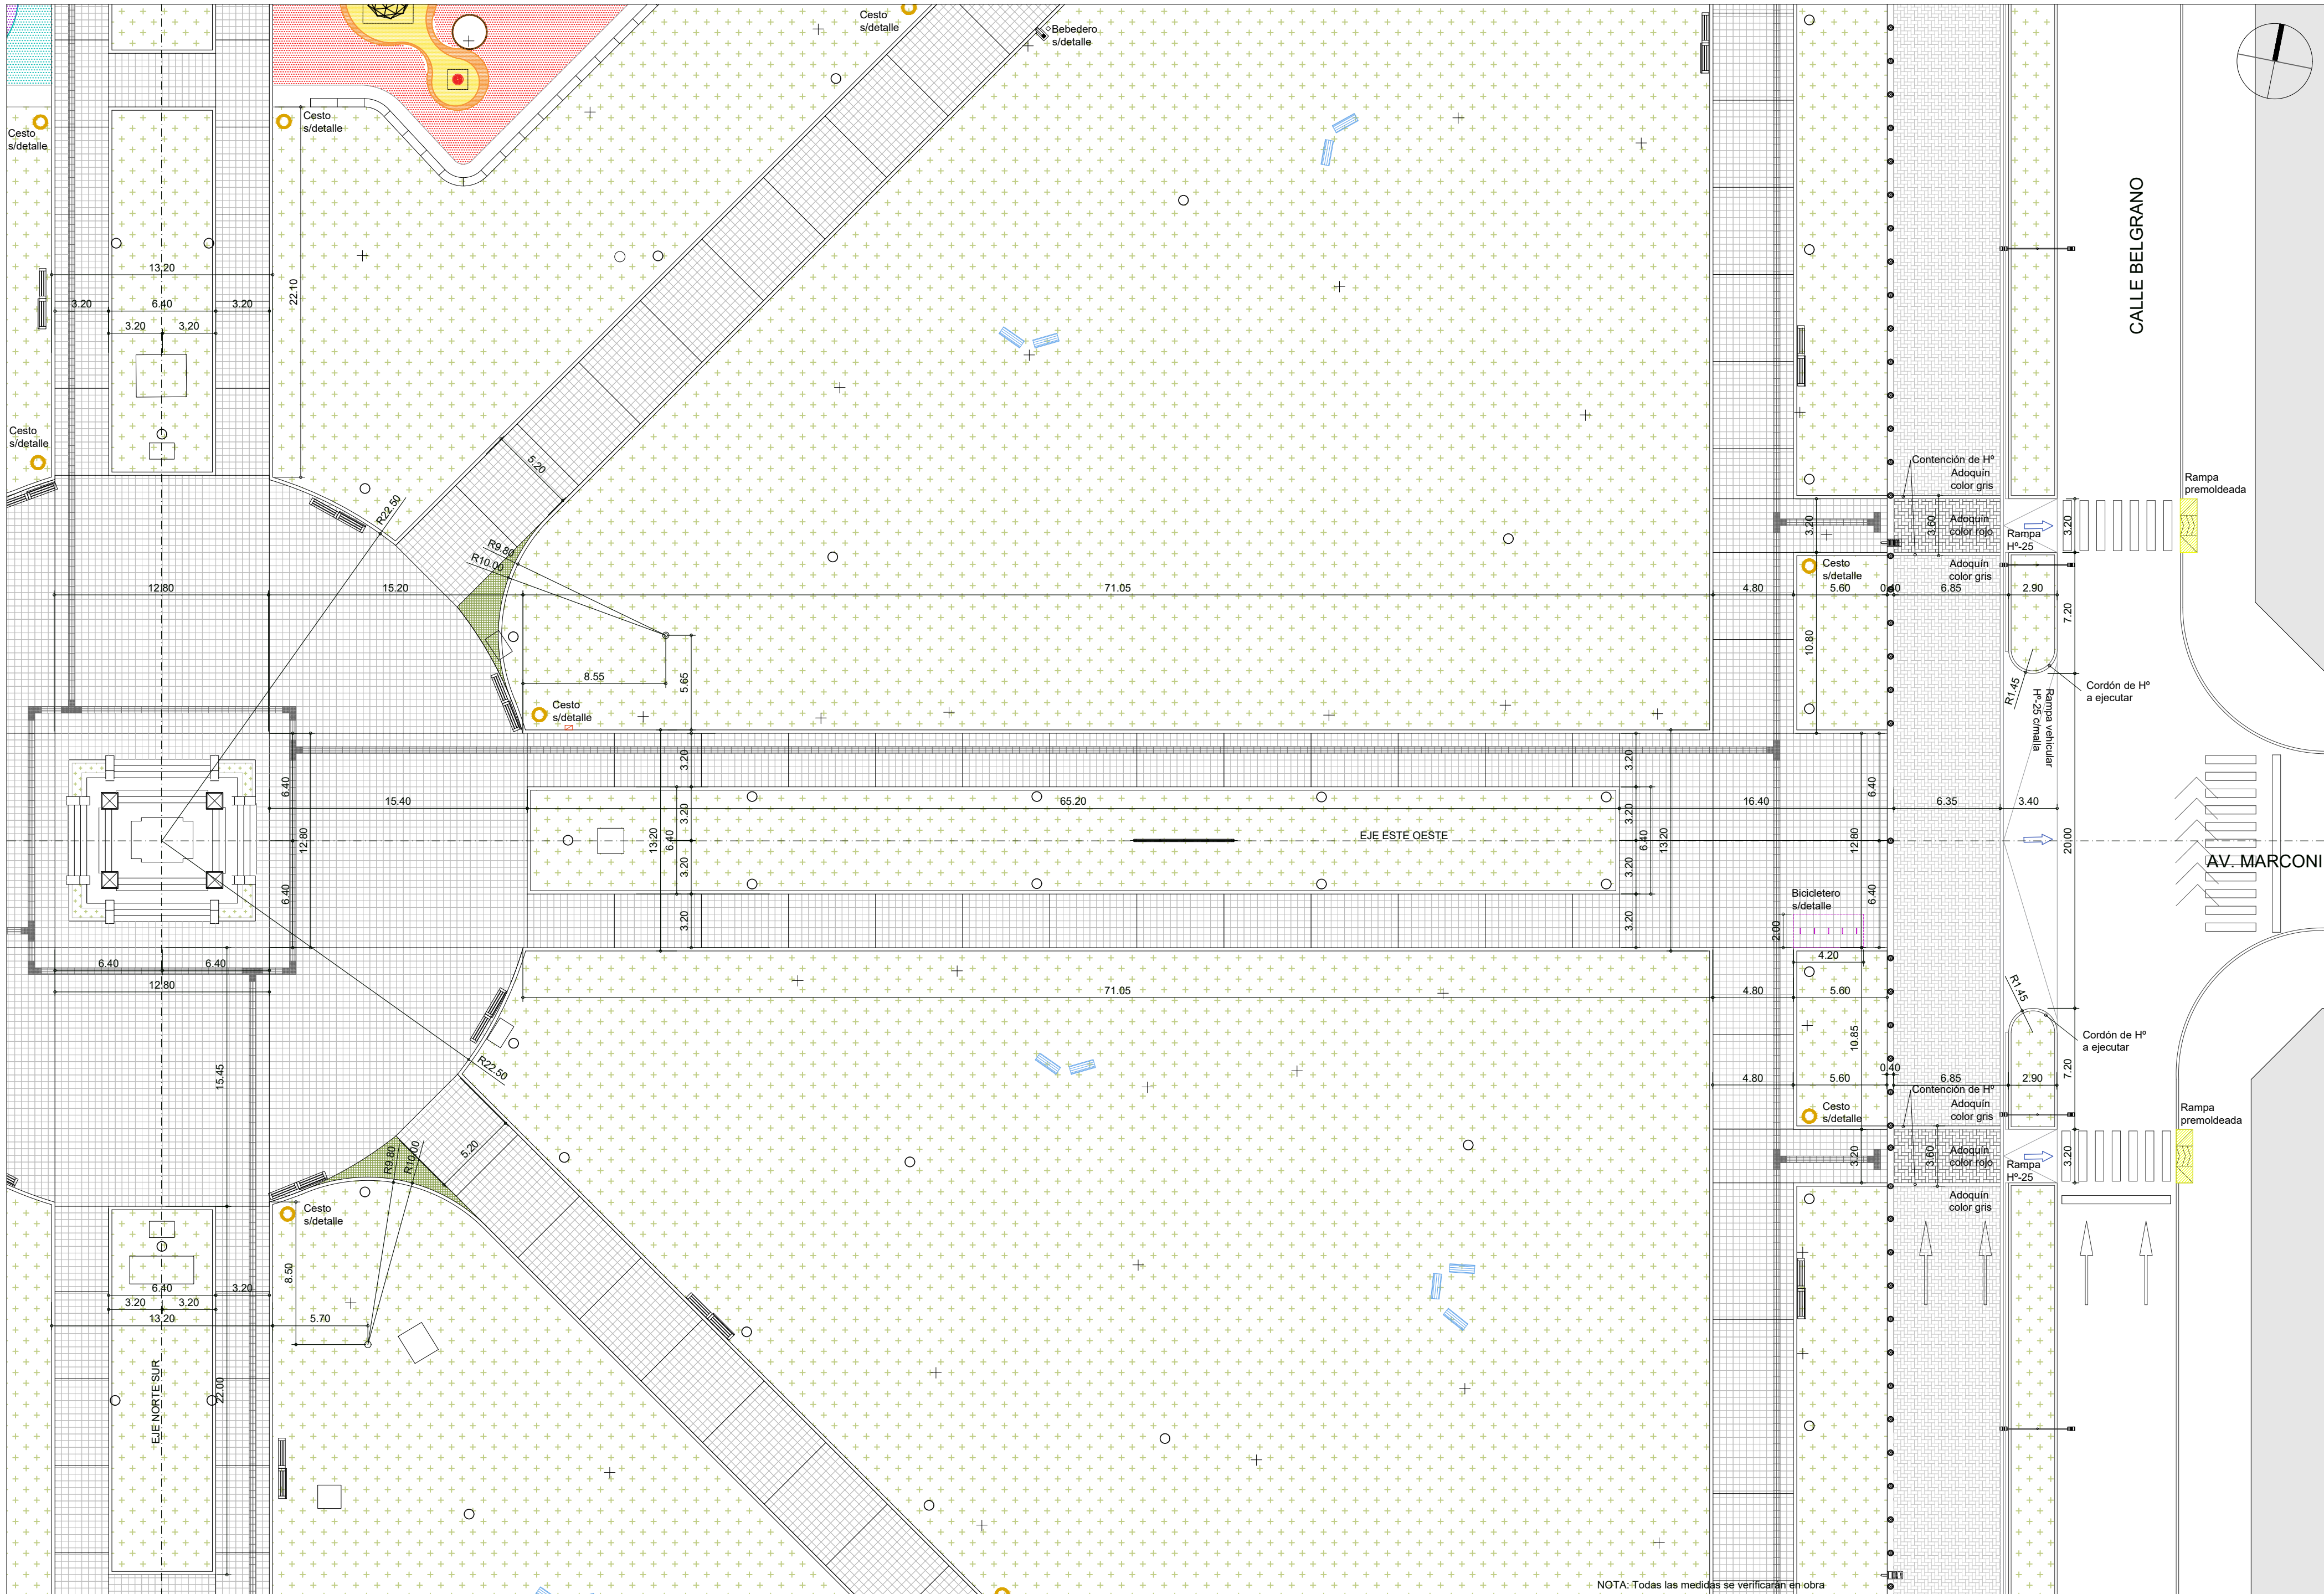 Cesto
s/detalle
Bebedero
s/detalle
Cesto
s/detalle
Cesto
s/detalle
CALLE BELGRANO
13.20
3.20
6.40
3.20
3.20
3.20
22.10
Cesto
s/detalle
5.20
R22.50
Contención de Hº
Adoquín
color gris
Rampa
premoldeada
3.20
3.60
Adoquín
color rojo
Rampa
Hº-25
3.20
R9.80
R10.00
Cesto
s/detalle
Adoquín
color gris
12.80
15.20
71.05
4.80
5.60
0.40
6.85
2.90
7.20
10.80
8.55
5.65
R1.45
Cordón de Hº
a ejecutar
Rampa vehicular
Hº-25 c/malla
Cesto
s/detalle
3.20
3.20
6.40
6.40
15.40
65.20
16.40
6.35
3.40
3.20
3.20
12.80
13.20
6.40
EJE ESTE OESTE
6.40
13.20
12.80
20.00
AV. MARCONI
3.20
3.20
6.40
6.40
Bicicletero
s/detalle
3.20
3.20
2.00
4.20
6.40
6.40
12.80
71.05
4.80
5.60
R1.45
10.85
Cordón de Hº
a ejecutar
15.45
R22.50
4.80
5.60
0.40
6.85
2.90
7.20
Contención de Hº
Adoquín
color gris
Cesto
s/detalle
Rampa
premoldeada
5.20
R9.80
R10.00
3.20
3.60
Adoquín
color rojo
Rampa
Hº-25
3.20
Adoquín
color gris
Cesto
s/detalle
8.50
6.40
3.20
3.20
3.20
13.20
5.70
22.00
EJE NORTE SUR
NOTA: Todas las medidas se verificarán en obra